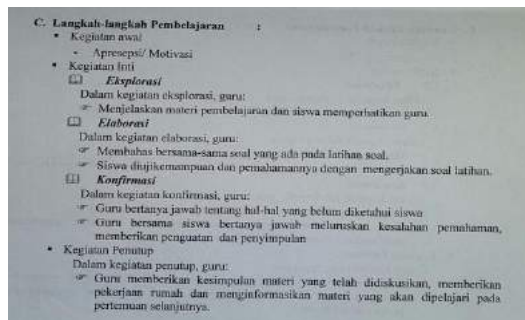 C. Langkah-langkah Pembelajaran :
• Kegiatan awal
- Apresepsi/ Motivasi
• Kegiatan Inti
Eksplorasi
Dalam kegiatan eksplorasi, guru:
☞ Menjelaskan materi pembelajaran dan siswa memperhatikan guru
Elaborasi
Dalam kegiatan elaborasi, guru:
☞ Membahas bersama-sama soal yang ada pada latihan soal.
☞ Siswa diujikemampuan dan pemahamannya dengan mengerjakan soal latihan.
Konfirmasi
Dalam kegiatan konfirmasi, guru:
☞ Guru bertanya jawab tentang hal-hal yang belum diketahui siswa
☞ Guru bersama siswa bertanya jawab meluruskan kesalahan pemahaman,
memberikan penguatan dan penyimpulan
• Kegiatan Penutup
Dalam kegiatan penutup, guru:
☞ Guru memberikan kesimpulan materi yang telah didiskusikan, memberikan
pekerjaan rumah dan menginformasikan materi yang akan dipelajari pada
pertemuan selanjutnya.